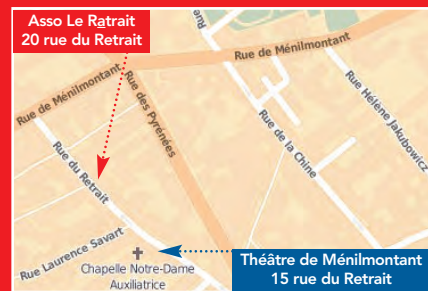 Asso Le Ratrait
20 rue du Retrait
Rue
Rue de Ménilmontant
Rue de Ménilmontant
Rue des Pyrénées
Rue Hélène Jakubowicz
Rue de la Chine
Rue du Retrait
Rue Laurence Savart
Chapelle Notre-Dame
Auxiliatrice
Théâtre de Ménilmontant
15 rue du Retrait